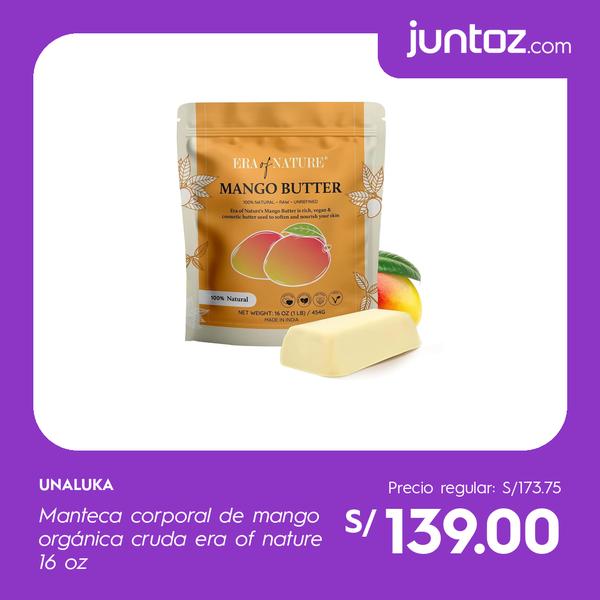 juntoz.com
ERA of NATURE®
MANGO BUTTER
100% NATURAL - RAW - UNREFINED
Era of Nature's Mango Butter is rich, vegan &
cosmetic butter used to soften and nourish your skin
100% Natural
NET WEIGHT: 16 OZ (1 LB) / 454G
MADE IN INDIA
UNALUKA
Precio regular: S/173.75
Manteca corporal de mango
orgánica cruda era of nature
16 oz
S/139.00